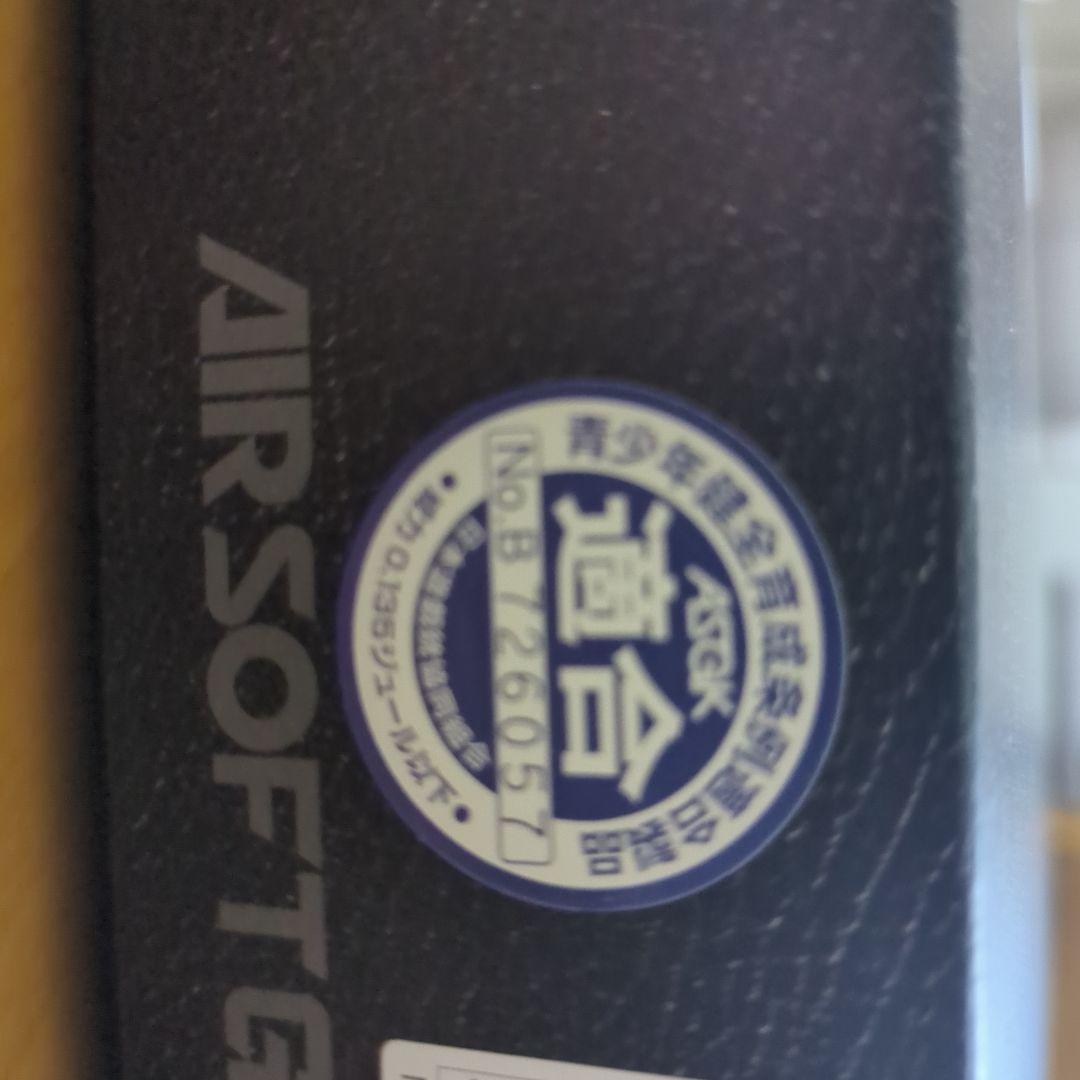 青少年健全育成条例適合製品
ASGK
適合
No.B 726057
日本遊戯銃協同組合
• 威力0.135ジュール以下 •
AIRSOFT G